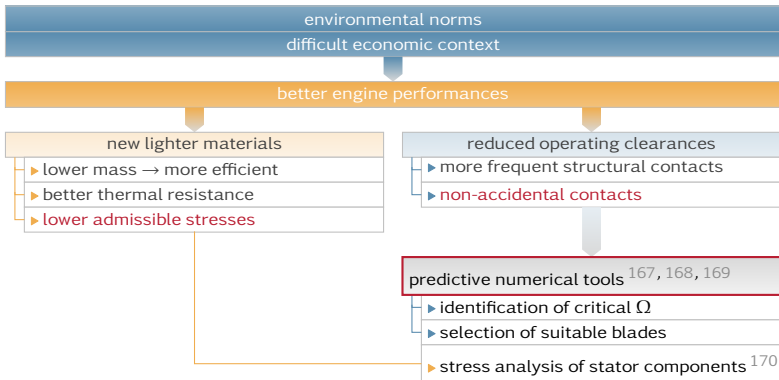 environmental norms
difficult economic context
better engine performances
new lighter materials
lower mass → more efficient
better thermal resistance
lower admissible stresses
reduced operating clearances
more frequent structural contacts
non-accidental contacts
predictive numerical tools 167, 168, 169
identification of critical Ω
selection of suitable blades
stress analysis of stator components 170